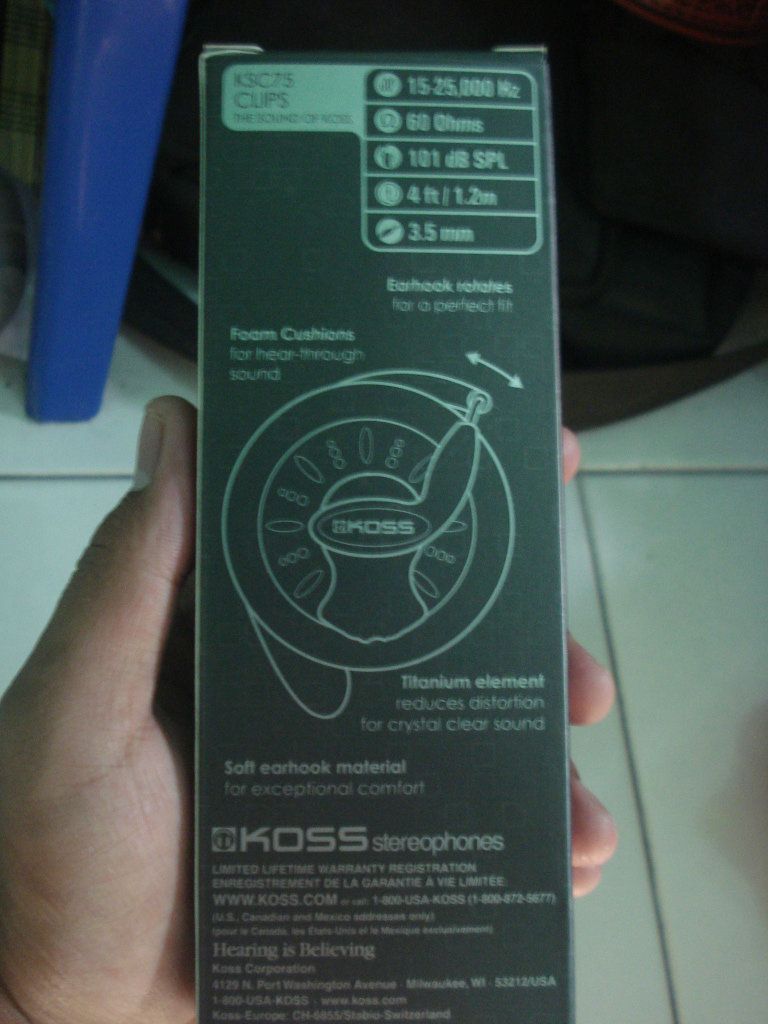 KSC75
CLIPS
THE SOUND OF KOSS
15-25,000 Hz
60 Ohms
101 dB SPL
4 ft / 1.2m
3.5 mm
Earhook rotates
for a perfect fit
Foam Cushions
for hear-through
sound
KOSS
Titanium element
reduces distortion
for crystal clear sound
Soft earhook material
for exceptional comfort
KOSS stereophones
LIMITED LIFETIME WARRANTY REGISTRATION
ENREGISTREMENT DE LA GARANTIE À VIE LIMITÉE:
WWW.KOSS.COM or call: 1-800-USA-KOSS (1-800-872-5677)
(U.S., Canadian and Mexico addresses only)
(pour le Canada, les États-Unis et le Mexique exclusivement)
Hearing is Believing
Koss Corporation
4129 N. Port Washington Avenue · Milwaukee, WI · 53212/USA
1-800-USA-KOSS · www.koss.com
Koss-Europe: CH-6855/Stabio-Switzerland